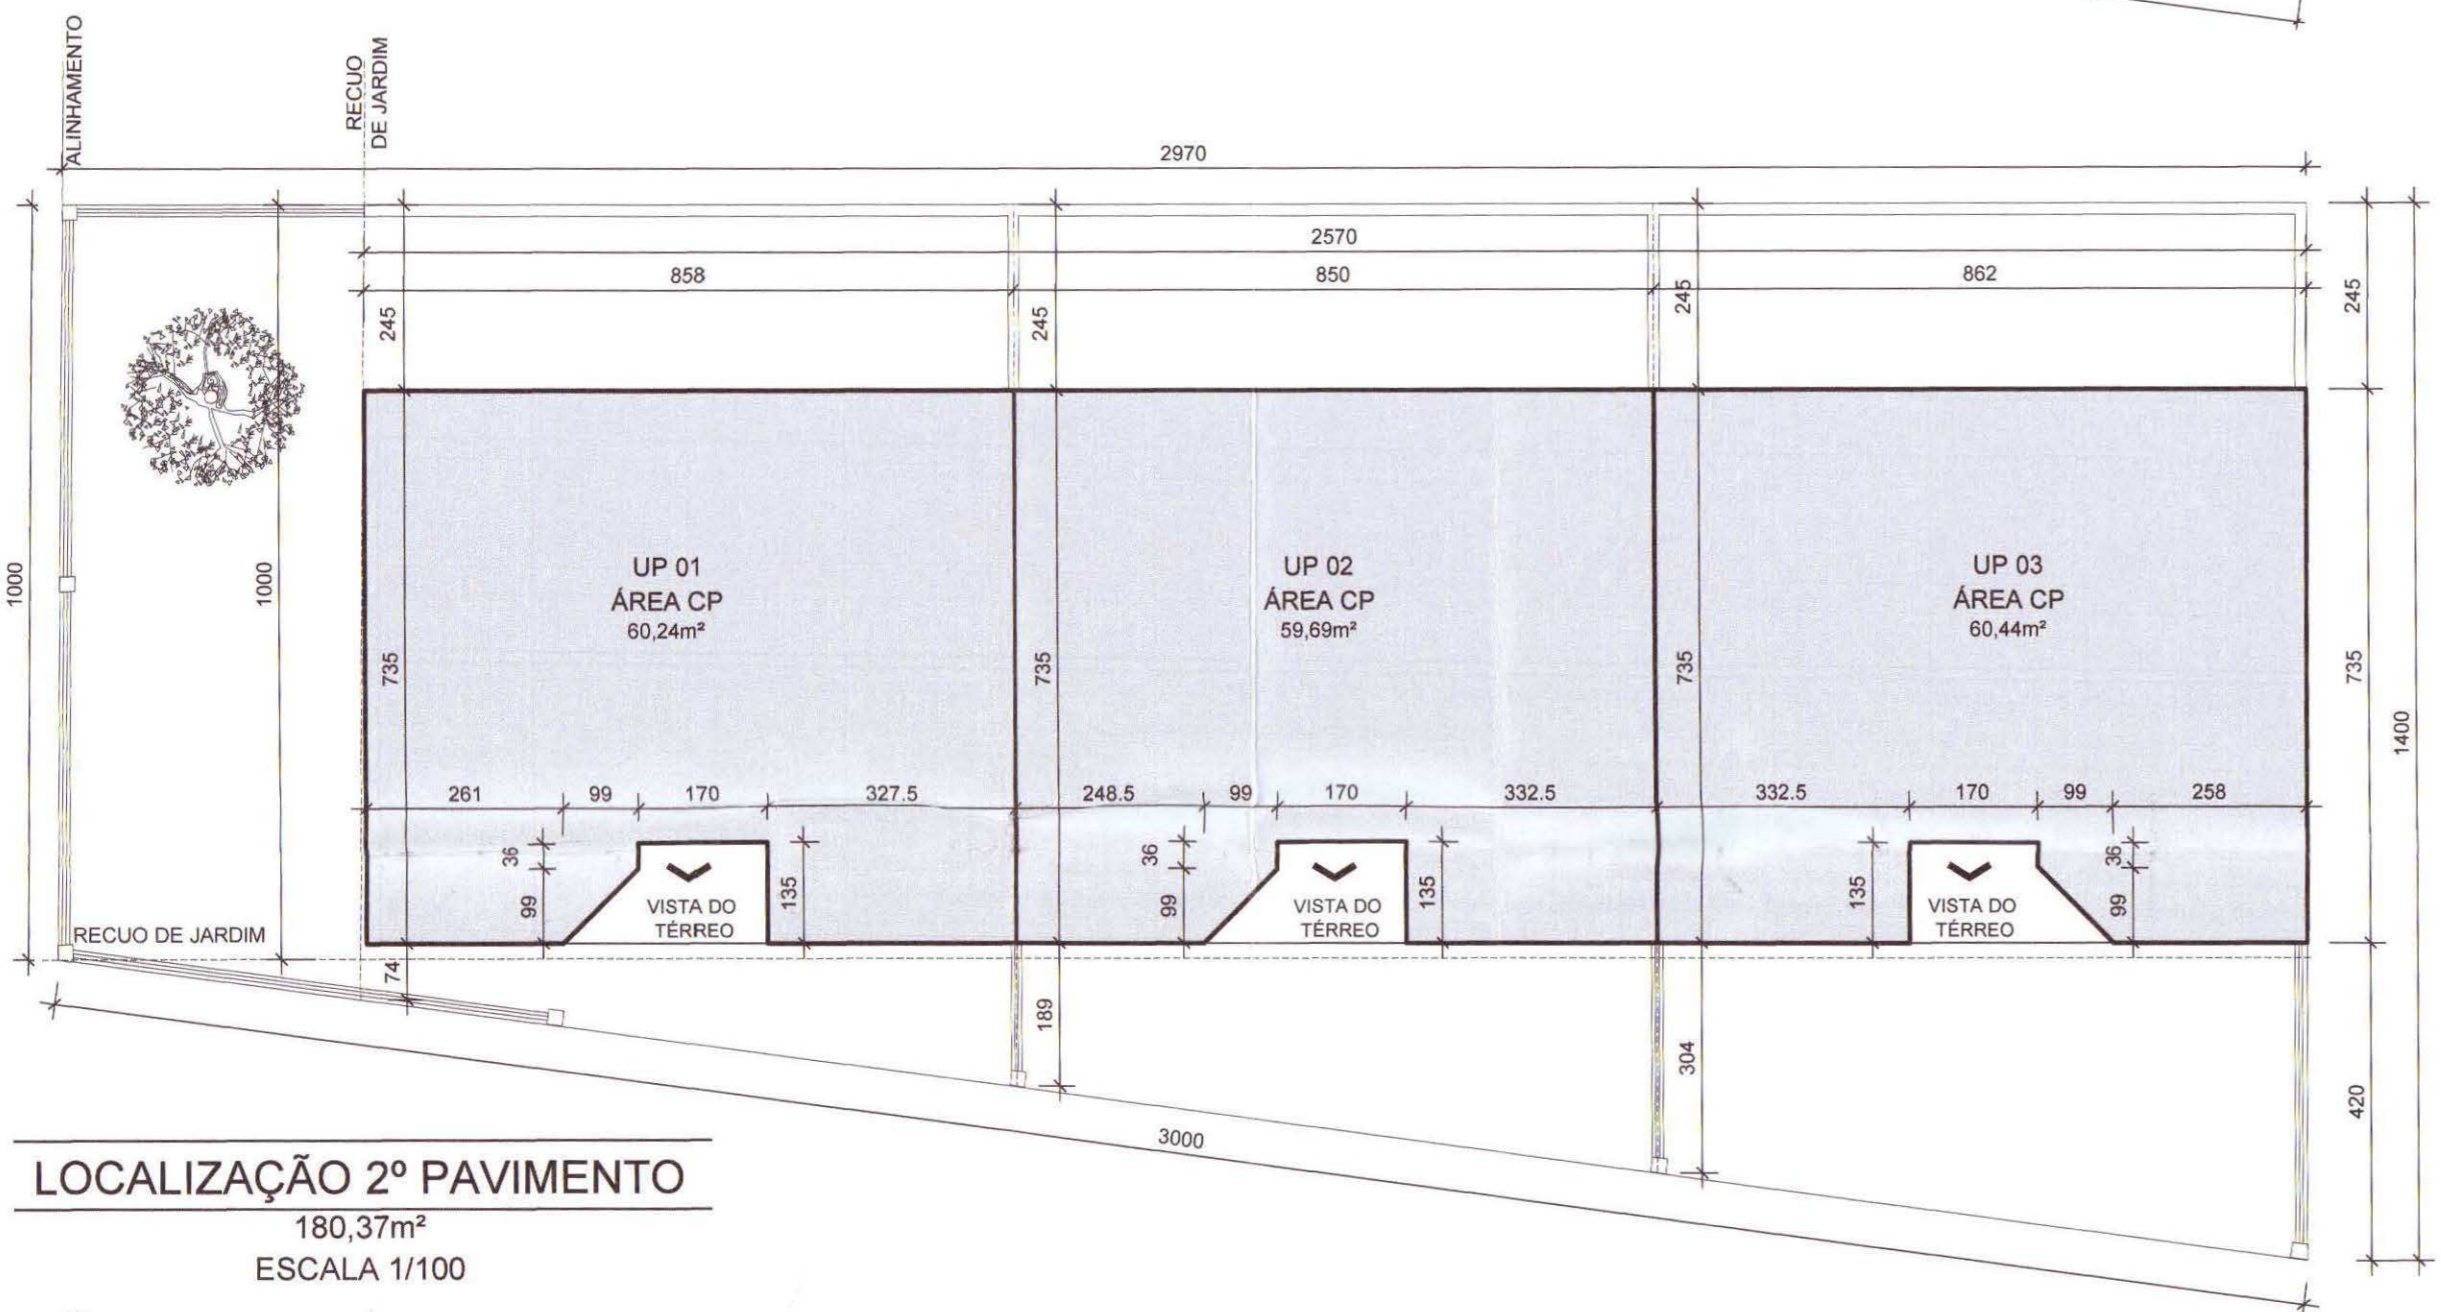 ALINHAMENTO
RECUO
DE JARDIM
2970
2570
858
850
862
245
245
245
245
1000
1000
UP 01
ÁREA CP
60,24m²
UP 02
ÁREA CP
59,69m²
UP 03
ÁREA CP
60,44m²
735
735
735
735
1400
261
99
170
327.5
248.5
99
170
332.5
332.5
170
99
258
36
99
135
36
99
135
135
36
99
VISTA DO
TÉRREO
VISTA DO
TÉRREO
VISTA DO
TÉRREO
RECUO DE JARDIM
74
189
304
420
3000
LOCALIZAÇÃO 2º PAVIMENTO
180,37m²
ESCALA 1/100